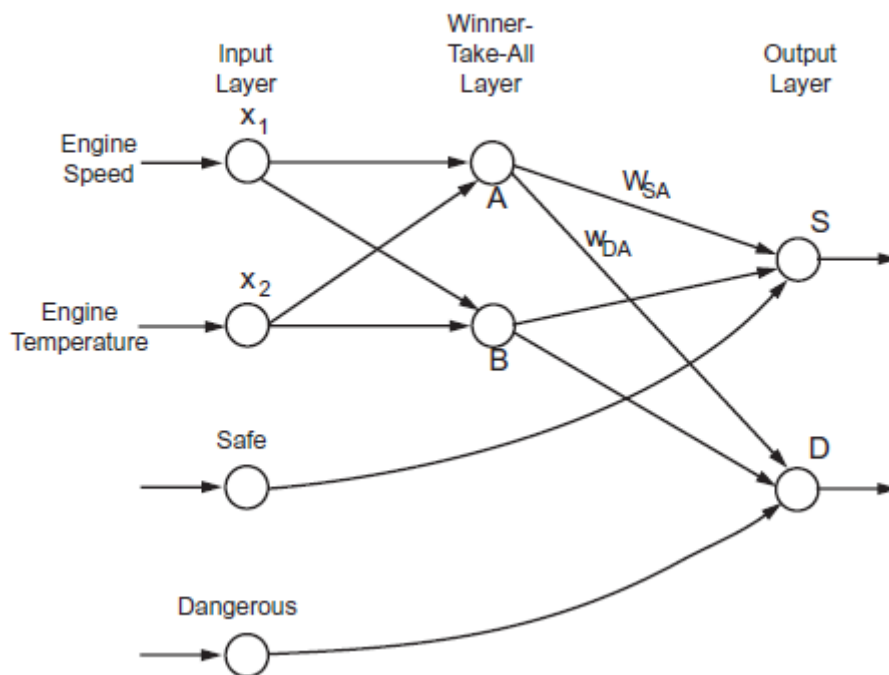 Winner-
Take-All
Layer
Input
Layer
Output
Layer
x1
Engine
Speed
A
WSA
S
wDA
x2
Engine
Temperature
B
Safe
D
Dangerous